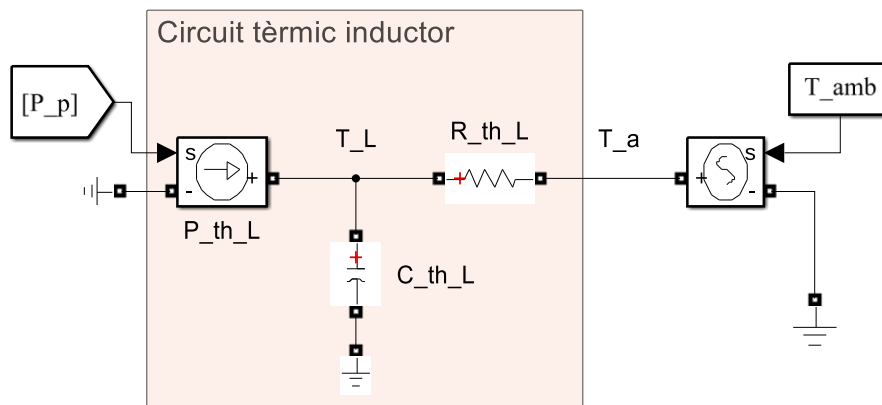 Circuit tèrmic inductor
[P_p]
T_amb
T_L
R_th_L
T_a
s
+
-
P_th_L
+
+
s
-
+
C_th_L